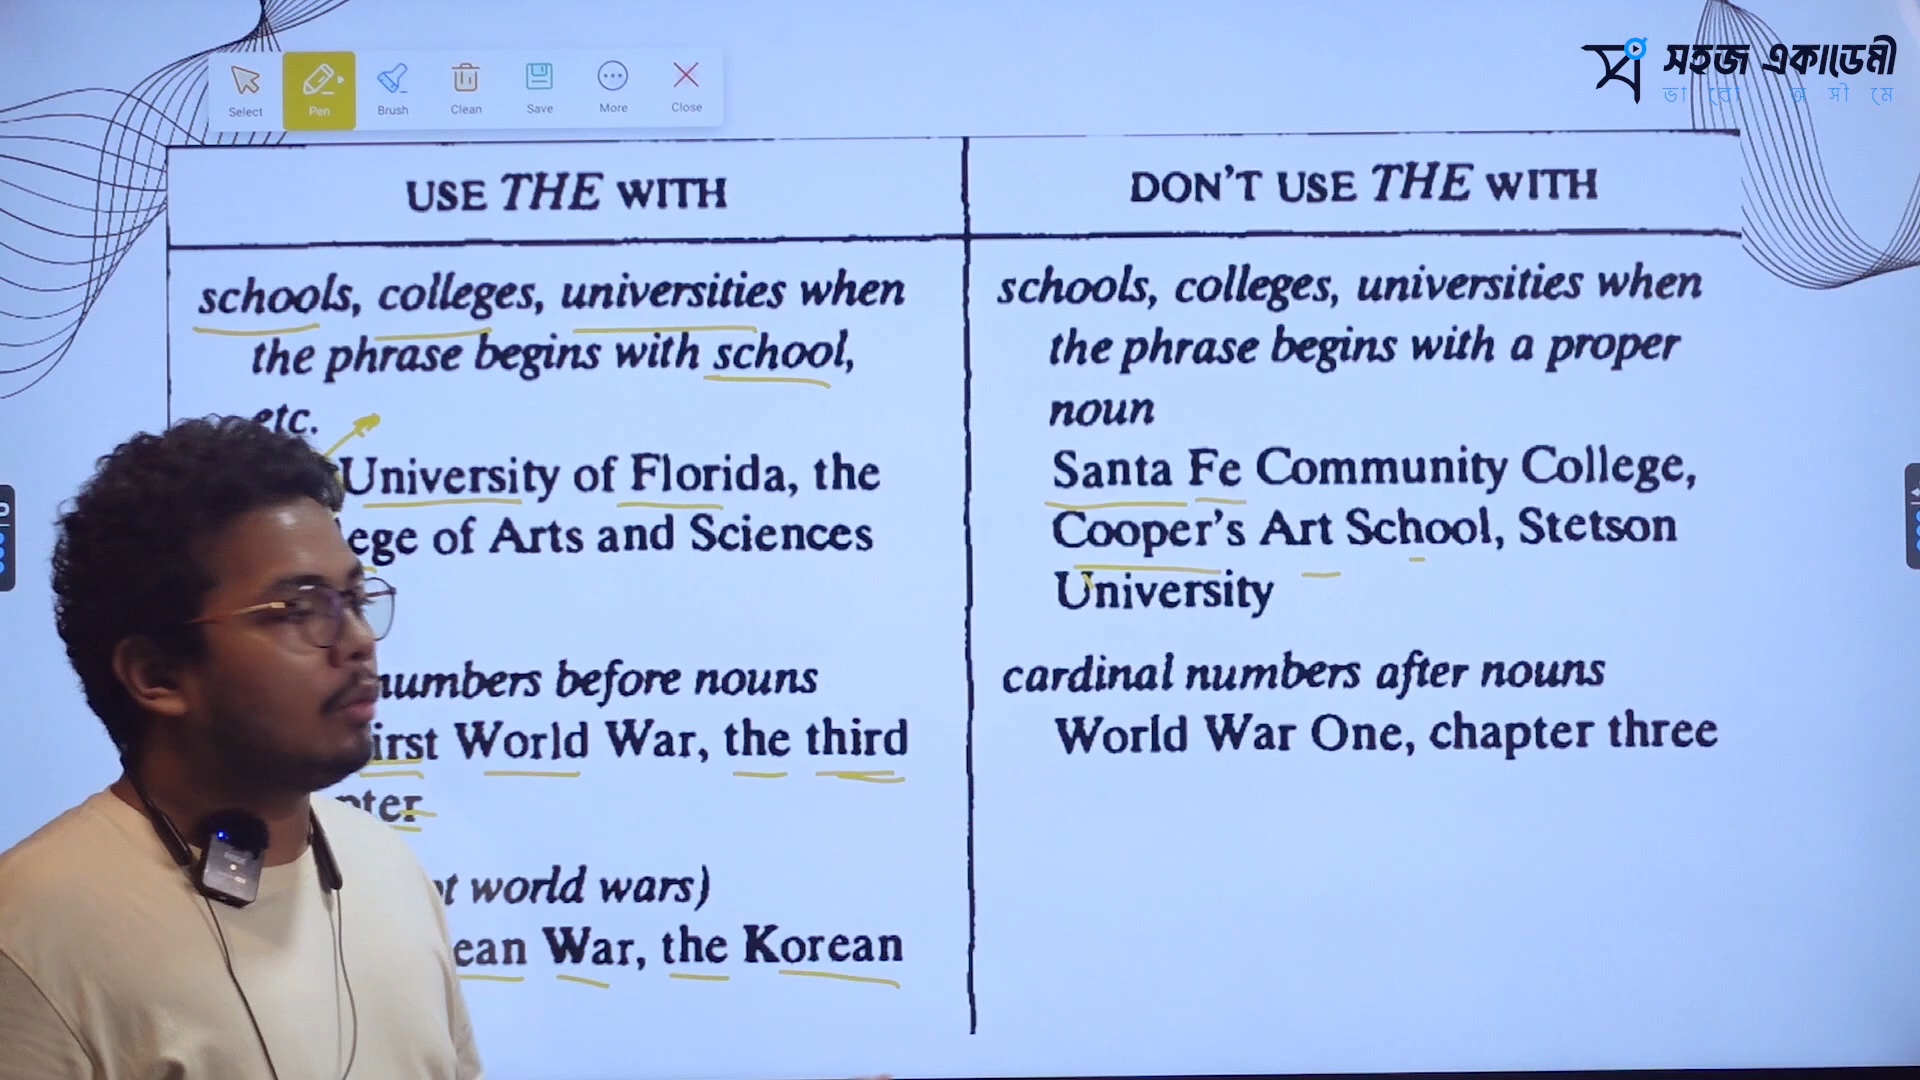 Select Pen Brush Clean Save More Close
সহজ একাডেমী
USE THE WITH
DON'T USE THE WITH
schools, colleges, universities when
the phrase begins with school,
etc.
University of Florida, the
ege of Arts and Sciences
numbers before nouns
irst World War, the third
pter
world wars)
ean War, the Korean
schools, colleges, universities when
the phrase begins with a proper
noun
Santa Fe Community College,
Cooper's Art School, Stetson
University
cardinal numbers after nouns
World War One, chapter three